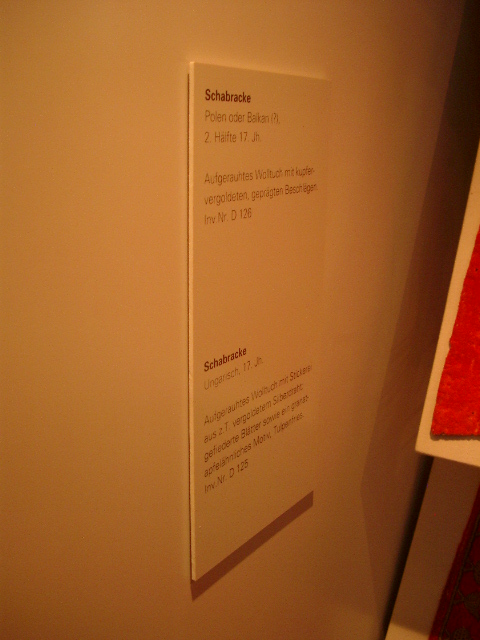 Schabracke
Polen oder Balkan (?),
2. Hälfte 17. Jh.
Aufgerauhtes Wolltuch mit kupfer-
vergoldeten, geprägten Beschlägen.
Inv.Nr. D 126
Schabracke
Ungarisch, 17. Jh.
Aufgerauhtes Wolltuch mit Stickerei
aus z.T. vergoldetem Silberdraht:
gefiederte Blätter sowie ein granat-
apfelähnliches Motiv, Tulpenfries.
Inv.Nr. D 125